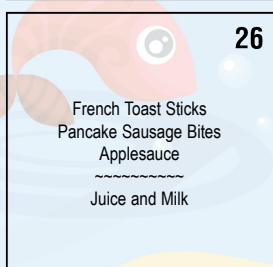 26
French Toast Sticks
Pancake Sausage Bites
Applesauce
~~~~~~~~~~
Juice and Milk